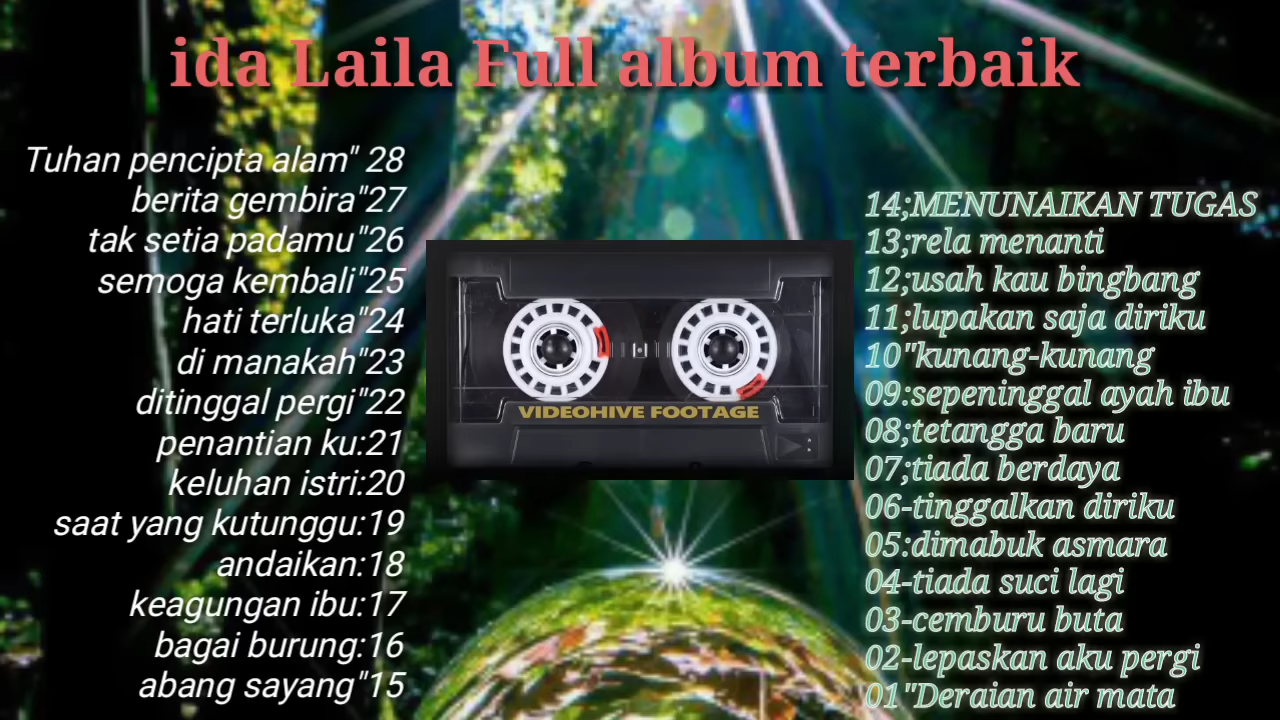 ida Laila Full album terbaik
Tuhan pencipta alam" 28
berita gembira"27
tak setia padamu"26
semoga kembali"25
hati terluka"24
di manakah"23
ditinggal pergi"22
penantian ku:21
keluhan istri:20
saat yang kutunggu:19
andaikan:18
keagungan ibu:17
bagai burung:16
abang sayang"15
VIDEOHIVE FOOTAGE
14;MENUNAIKAN TUGAS
13;rela menanti
12;usah kau bingbang
11;lupakan saja diriku
10"kunang-kunang
09:sepeninggal ayah ibu
08;tetangga baru
07;tiada berdaya
06-tinggalkan diriku
05:dimabuk asmara
04-tiada suci lagi
03-cemburu buta
02-lepaskan aku pergi
01"Deraian air mata